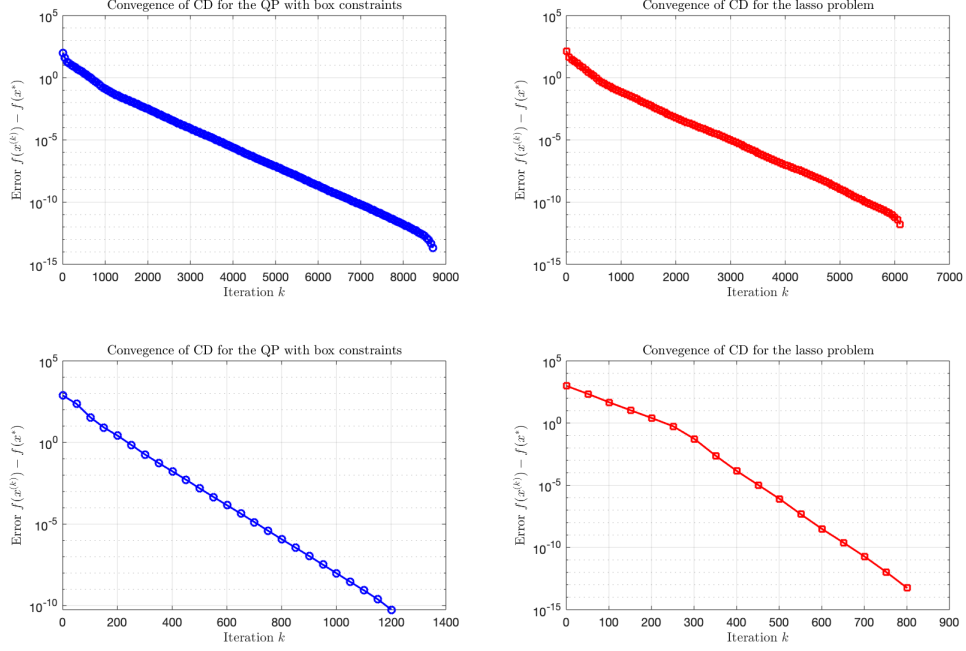 Convegence of CD for the QP with box constraints
10^5
10^0
10^-5
10^-10
10^-15
Error f(x^(k)) − f(x*)
0 1000 2000 3000 4000 5000 6000 7000 8000 9000
Iteration k
Convegence of CD for the lasso problem
10^5
10^0
10^-5
10^-10
10^-15
Error f(x^(k)) − f(x*)
0 1000 2000 3000 4000 5000 6000 7000
Iteration k
Convegence of CD for the QP with box constraints
10^5
10^0
10^-5
10^-10
Error f(x^(k)) − f(x*)
0 200 400 600 800 1000 1200 1400
Iteration k
Convegence of CD for the lasso problem
10^5
10^0
10^-5
10^-10
10^-15
Error f(x^(k)) − f(x*)
0 100 200 300 400 500 600 700 800 900
Iteration k